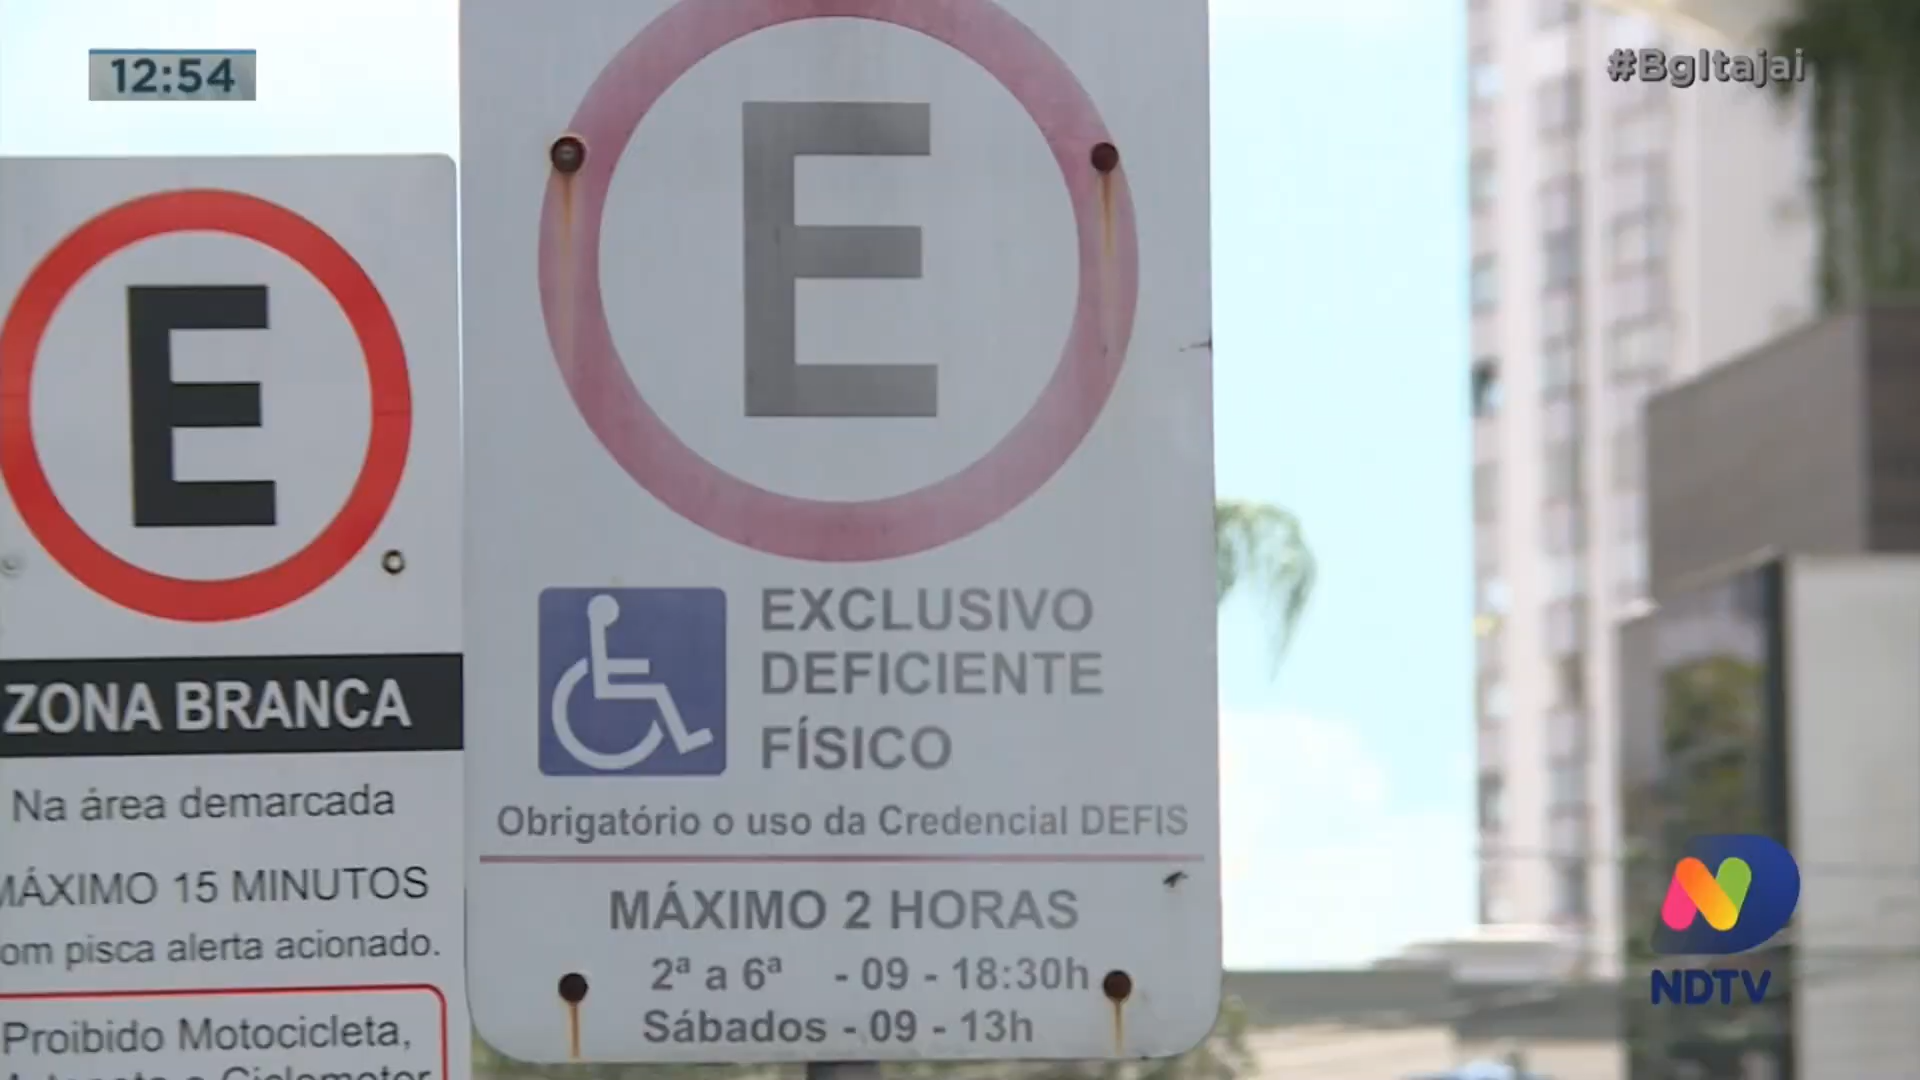 12:54
#BgItajai
E
ZONA BRANCA
Na área demarcada
MÁXIMO 15 MINUTOS
om pisca alerta acionado.
Proibido Motocicleta,
E
EXCLUSIVO
DEFICIENTE
FÍSICO
Obrigatório o uso da Credencial DEFIS
MÁXIMO 2 HORAS
2ª a 6ª - 09 - 18:30h
Sábados - 09 - 13h
NDTV